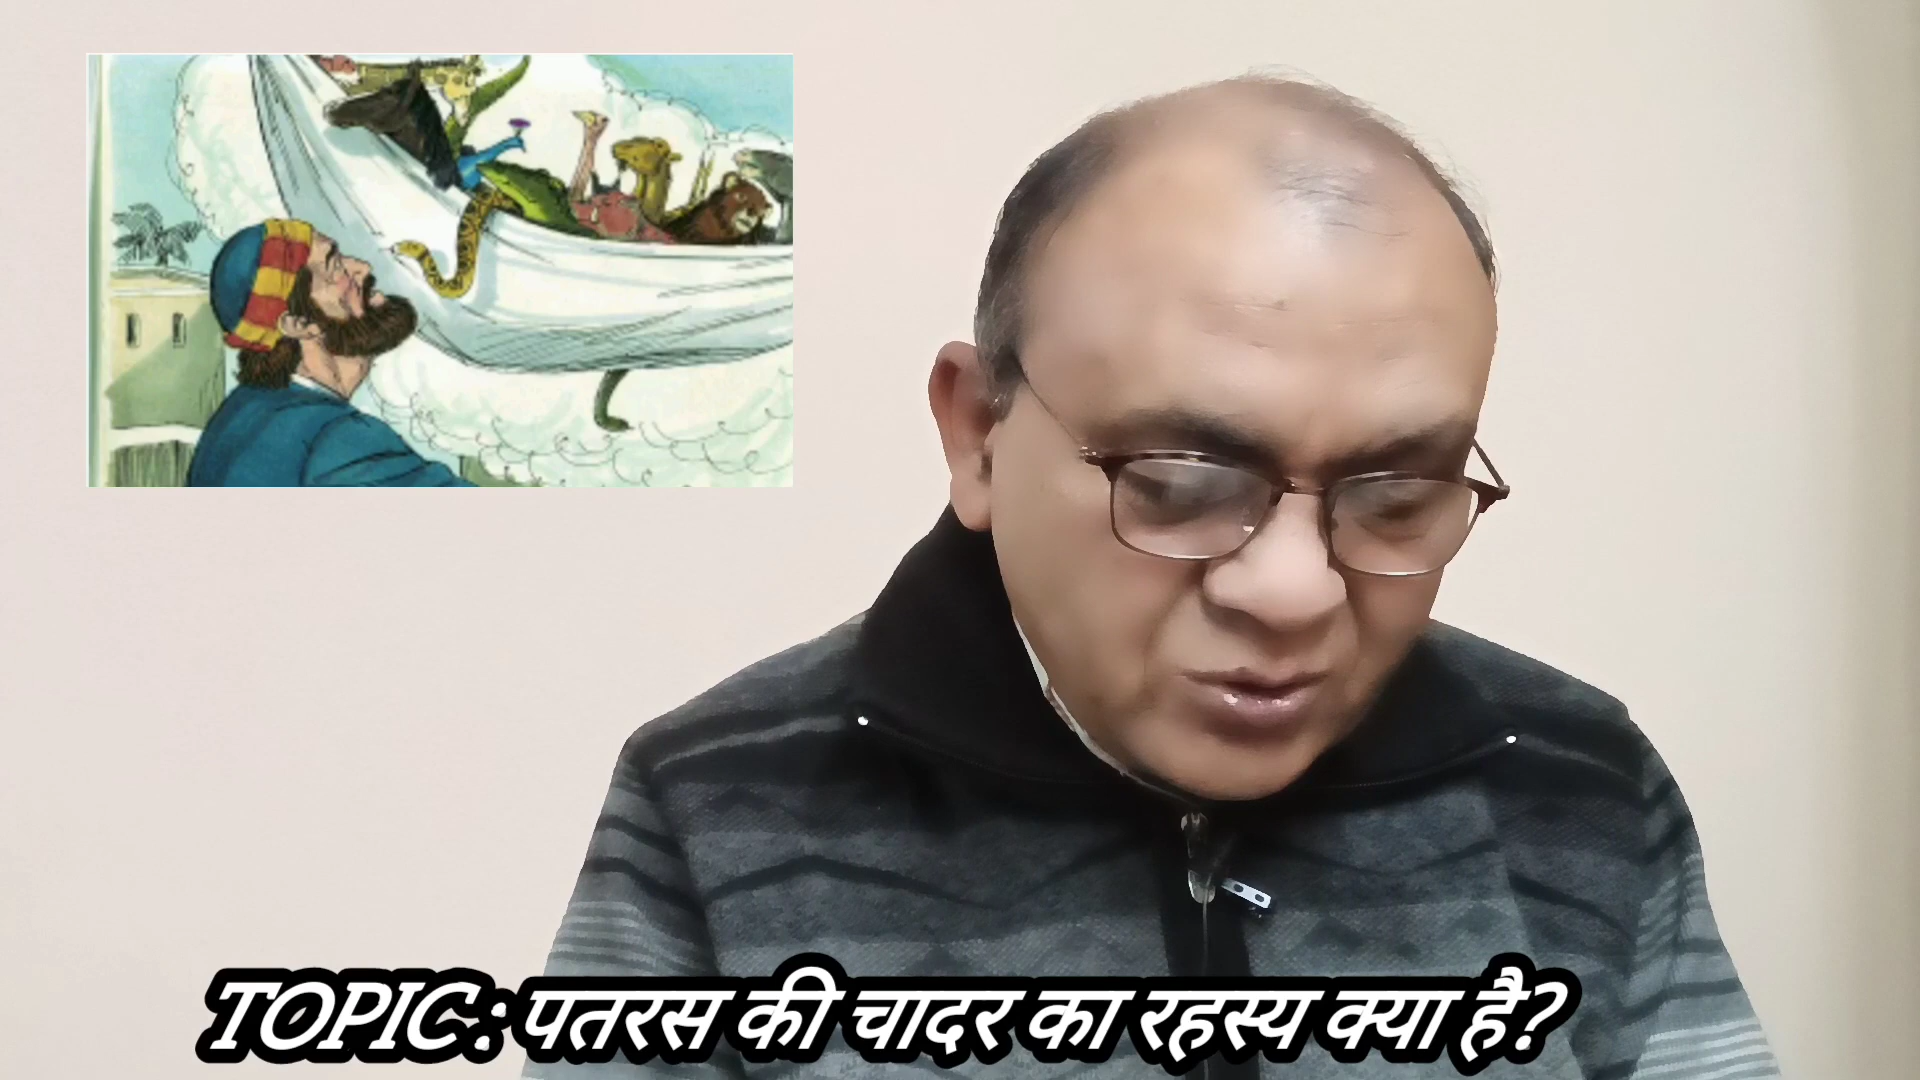 TOPIC: पतरस की चादर का रहस्य क्या है?